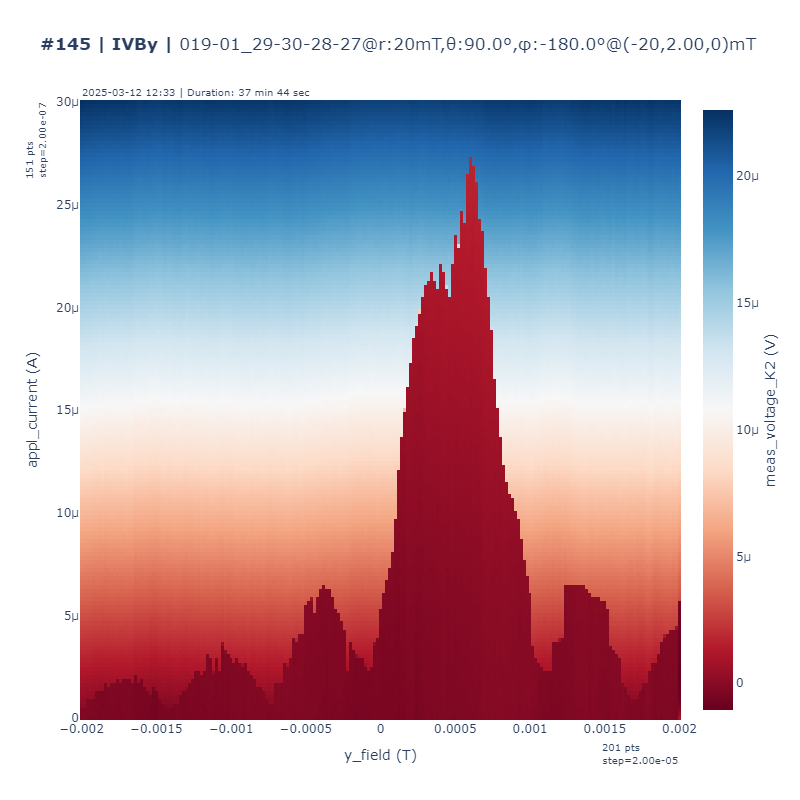 #145 | IVBy | 019-01_29-30-28-27@r:20mT,θ:90.0°,φ:-180.0°@(-20,2.00,0)mT
2025-03-12 12:33 | Duration: 37 min 44 sec
151 pts
step=2.00e-07
30μ
25μ
20μ
15μ
10μ
5μ
0
appl_current (A)
−0.002
−0.0015
−0.001
−0.0005
0
0.0005
0.001
0.0015
0.002
y_field (T)
201 pts
step=2.00e-05
20μ
15μ
10μ
5μ
0
meas_voltage_K2 (V)